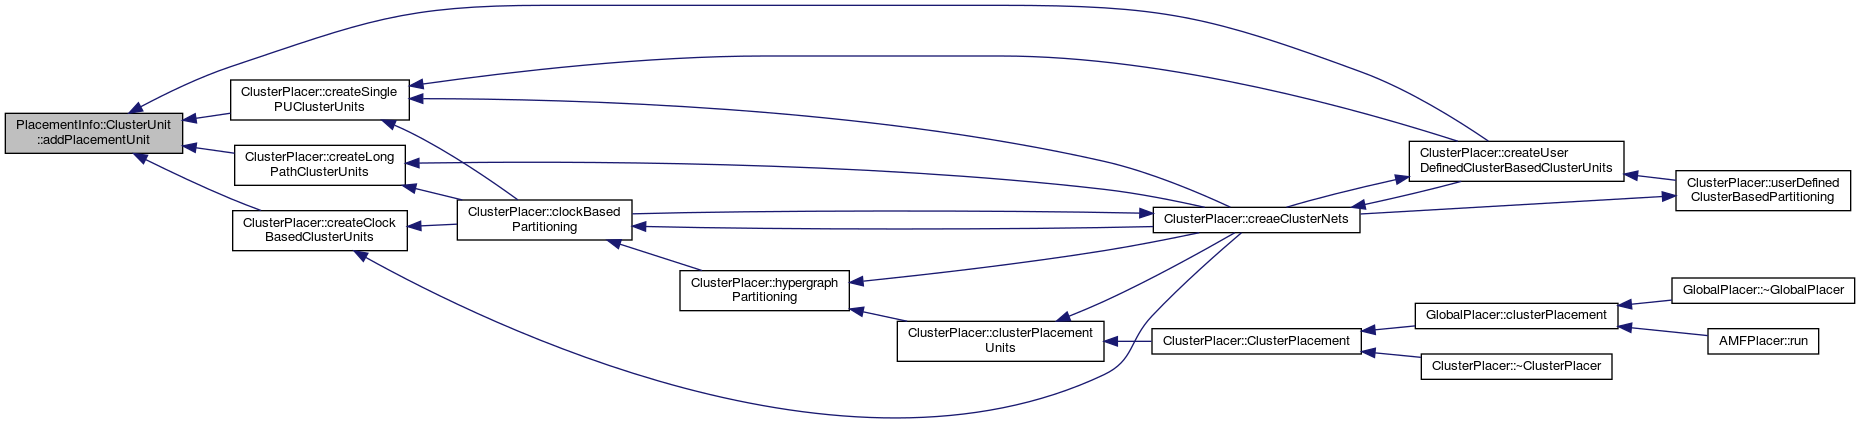 PlacementInfo::ClusterUnit
::addPlacementUnit
ClusterPlacer::createSingle
PUClusterUnits
ClusterPlacer::createLong
PathClusterUnits
ClusterPlacer::createClock
BasedClusterUnits
ClusterPlacer::clockBased
Partitioning
ClusterPlacer::hypergraph
Partitioning
ClusterPlacer::clusterPlacement
Units
ClusterPlacer::creaeClusterNets
ClusterPlacer::ClusterPlacement
ClusterPlacer::createUser
DefinedClusterBasedClusterUnits
ClusterPlacer::userDefined
ClusterBasedPartitioning
GlobalPlacer::clusterPlacement
ClusterPlacer::~ClusterPlacer
GlobalPlacer::~GlobalPlacer
AMFPlacer::run